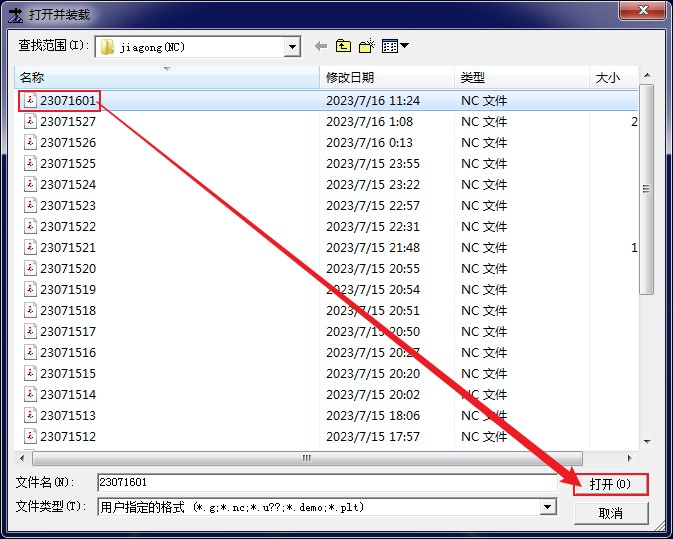 打开并装载
查找范围(I): jiagong(NC)
名称 修改日期 类型 大小
23071601 2023/7/16 11:24 NC 文件
23071527 2023/7/16 1:08 NC 文件 2
23071526 2023/7/16 0:13 NC 文件
23071525 2023/7/15 23:55 NC 文件
23071524 2023/7/15 23:22 NC 文件
23071523 2023/7/15 22:57 NC 文件
23071522 2023/7/15 22:31 NC 文件
23071521 2023/7/15 21:48 NC 文件 1
23071520 2023/7/15 20:55 NC 文件
23071519 2023/7/15 20:54 NC 文件
23071518 2023/7/15 20:51 NC 文件
23071517 2023/7/15 20:50 NC 文件
23071516 2023/7/15 20:27 NC 文件
23071515 2023/7/15 20:20 NC 文件
23071514 2023/7/15 20:02 NC 文件
23071513 2023/7/15 18:06 NC 文件
23071512 2023/7/15 17:57 NC 文件
文件名(N): 23071601 打开(O)
文件类型(T): 用户指定的格式 (*.g;*.nc;*.u??;*.demo;*.plt)
取消